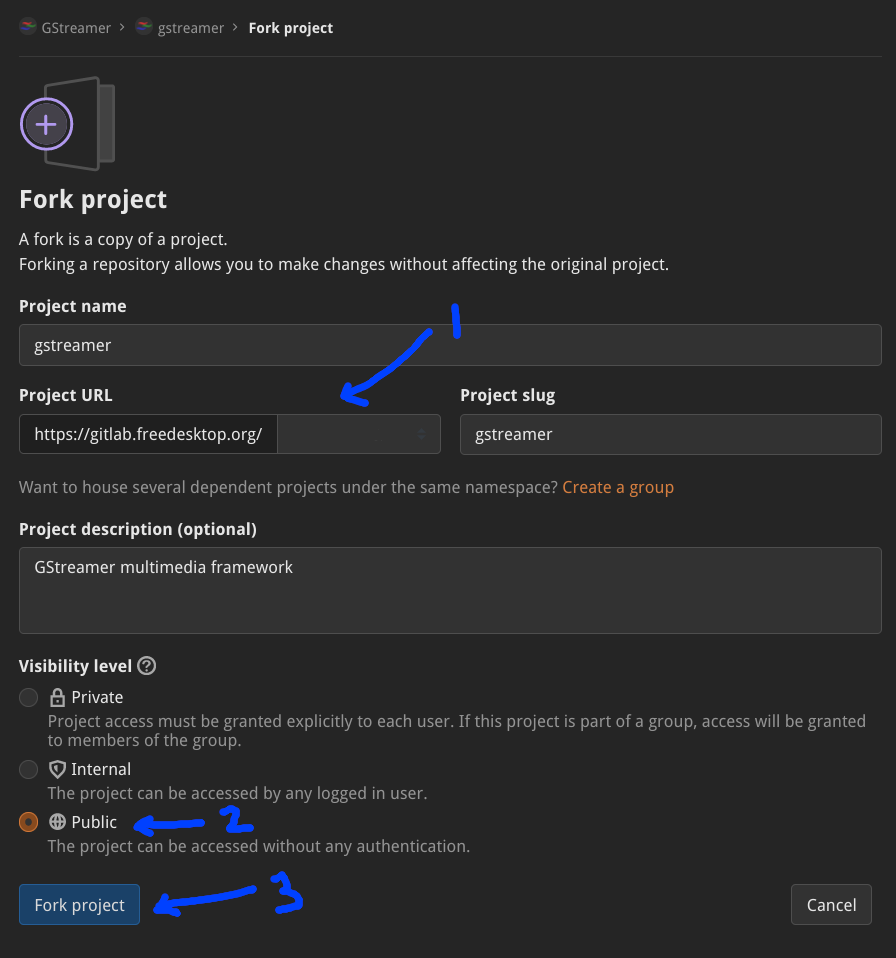 GStreamer › gstreamer › Fork project
Fork project
A fork is a copy of a project.
Forking a repository allows you to make changes without affecting the original project.
Project name
1
gstreamer
Project URL
Project slug
https://gitlab.freedesktop.org/
gstreamer
Want to house several dependent projects under the same namespace? Create a group
Project description (optional)
GStreamer multimedia framework
Visibility level
Private
Project access must be granted explicitly to each user. If this project is part of a group, access will be granted
to members of the group.
Internal
The project can be accessed by any logged in user.
Public 2
The project can be accessed without any authentication.
Fork project 3
Cancel